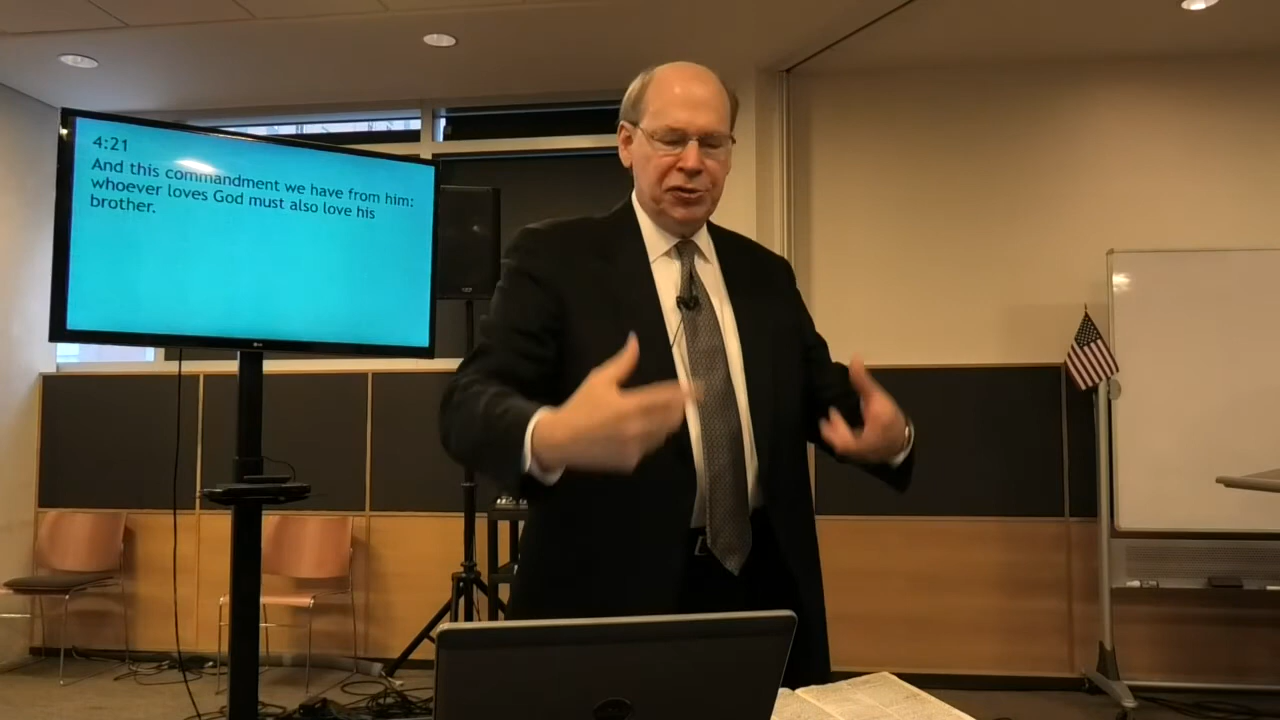 4:21
And this commandment we have from him:
whoever loves God must also love his
brother.